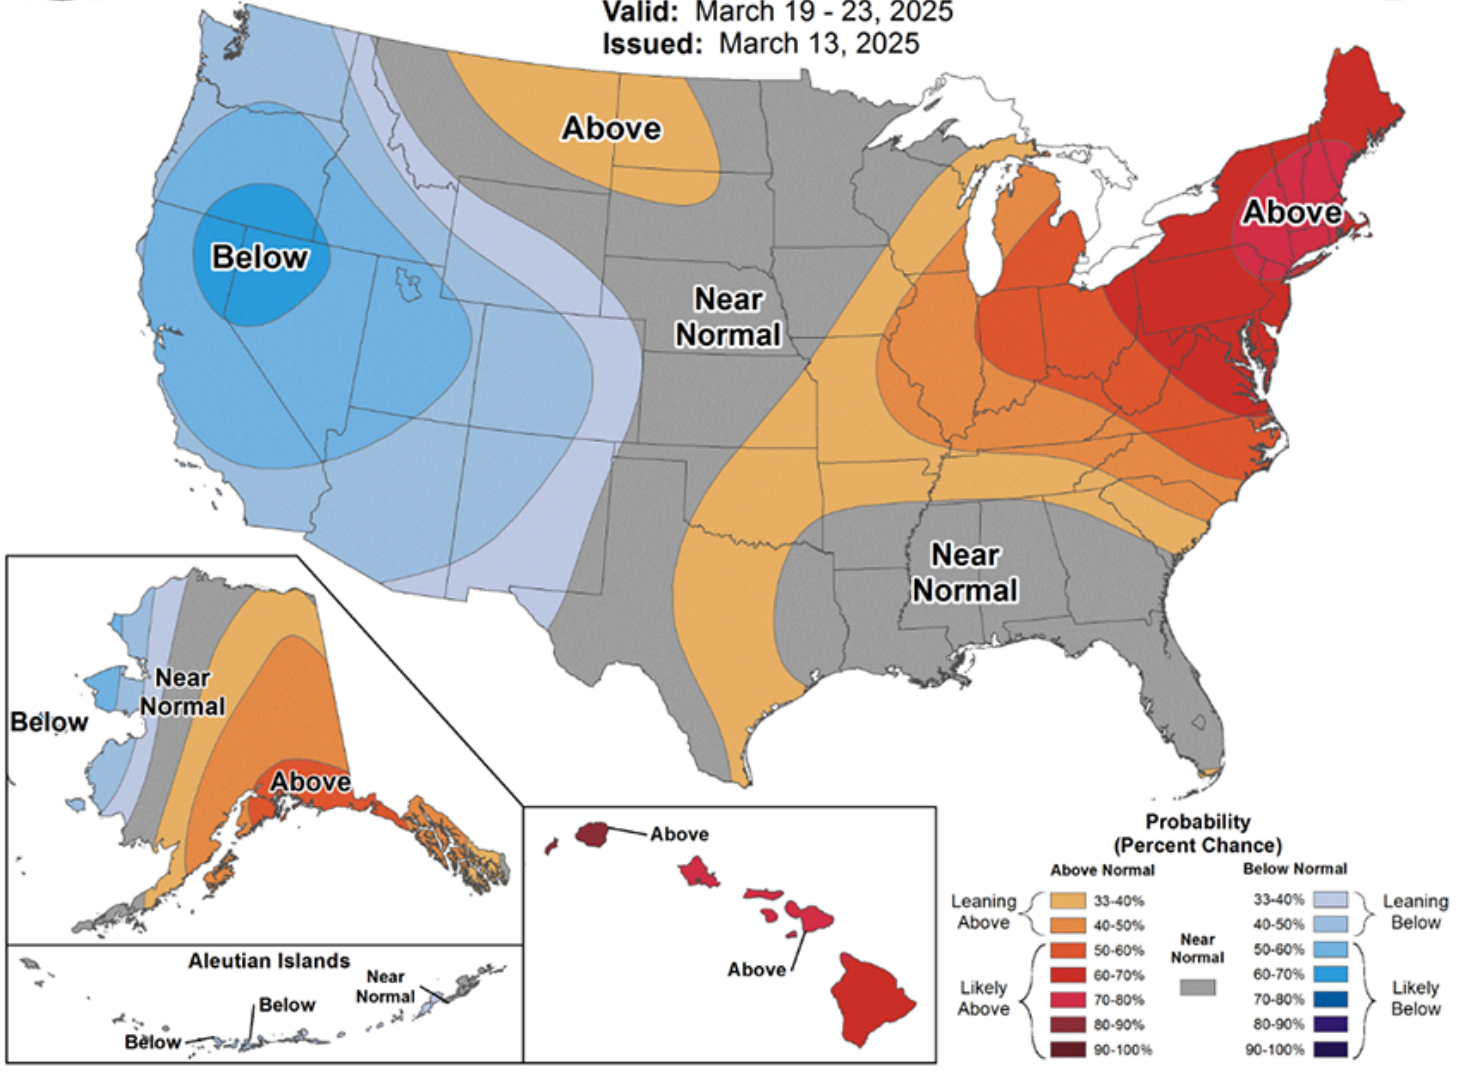 Valid: March 19 - 23, 2025
Issued: March 13, 2025
Above
Below
Above
Near
Normal
Near
Normal
Near
Normal
Below
Above
Above
Above
Aleutian Islands
Near
Normal
Below
Below
Probability
(Percent Chance)
Above Normal
Below Normal
Leaning
Above
33-40%
40-50%
Likely
Above
50-60%
60-70%
70-80%
80-90%
90-100%
Near
Normal
33-40%
40-50%
Leaning
Below
50-60%
60-70%
70-80%
80-90%
90-100%
Likely
Below